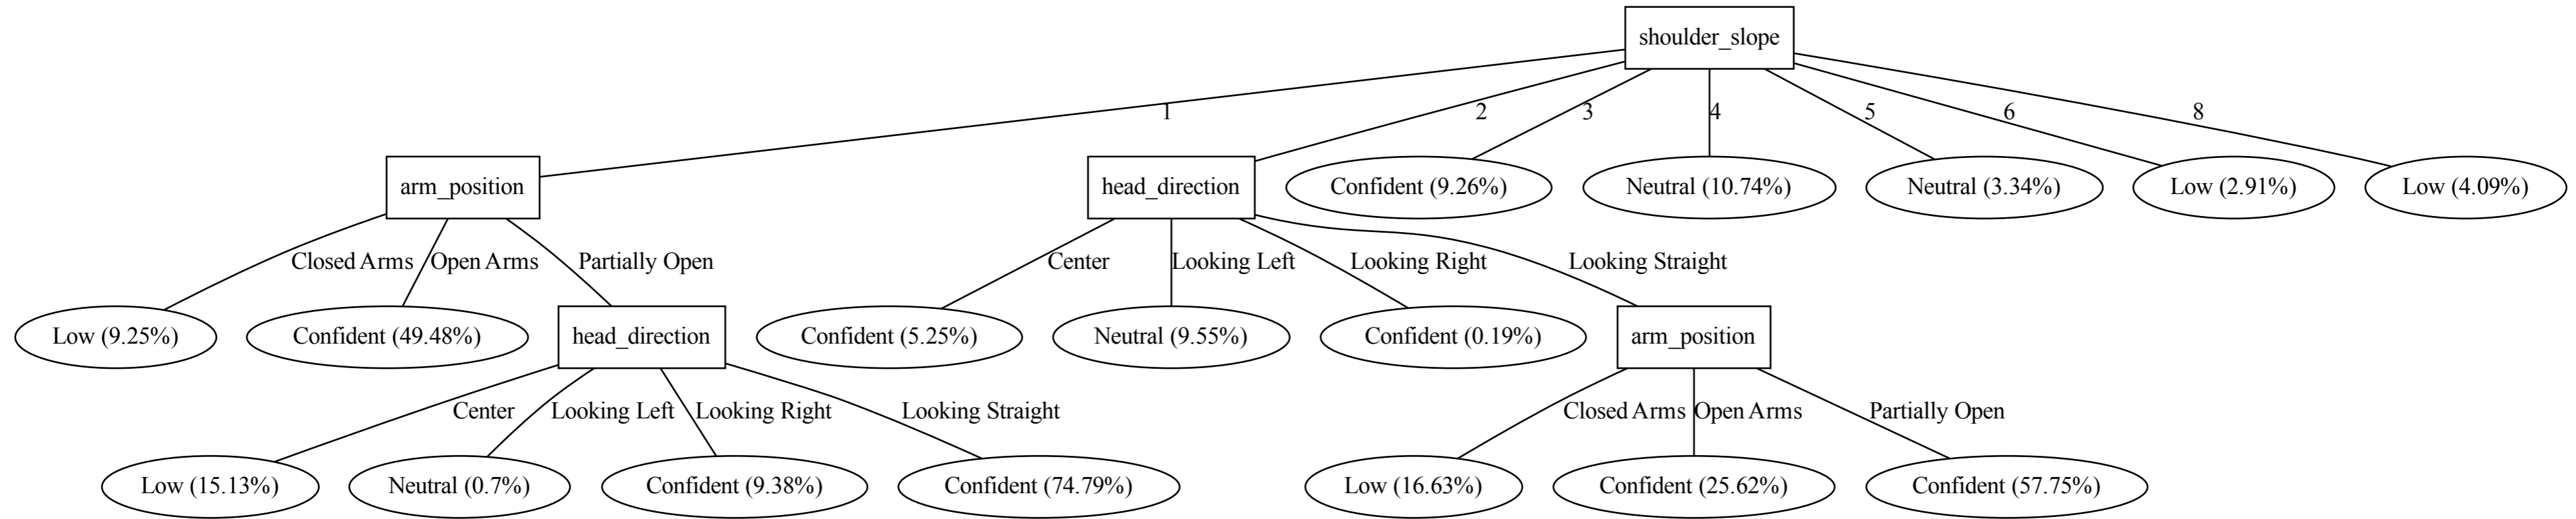 shoulder_slope
1
2
3
4
5
6
8
arm_position
head_direction
Confident (9.26%)
Neutral (10.74%)
Neutral (3.34%)
Low (2.91%)
Low (4.09%)
Closed Arms
Open Arms
Partially Open
Center
Looking Left
Looking Right
Looking Straight
Low (9.25%)
Confident (49.48%)
head_direction
Confident (5.25%)
Neutral (9.55%)
Confident (0.19%)
arm_position
Center
Looking Left
Looking Right
Looking Straight
Closed Arms
Open Arms
Partially Open
Low (15.13%)
Neutral (0.7%)
Confident (9.38%)
Confident (74.79%)
Low (16.63%)
Confident (25.62%)
Confident (57.75%)